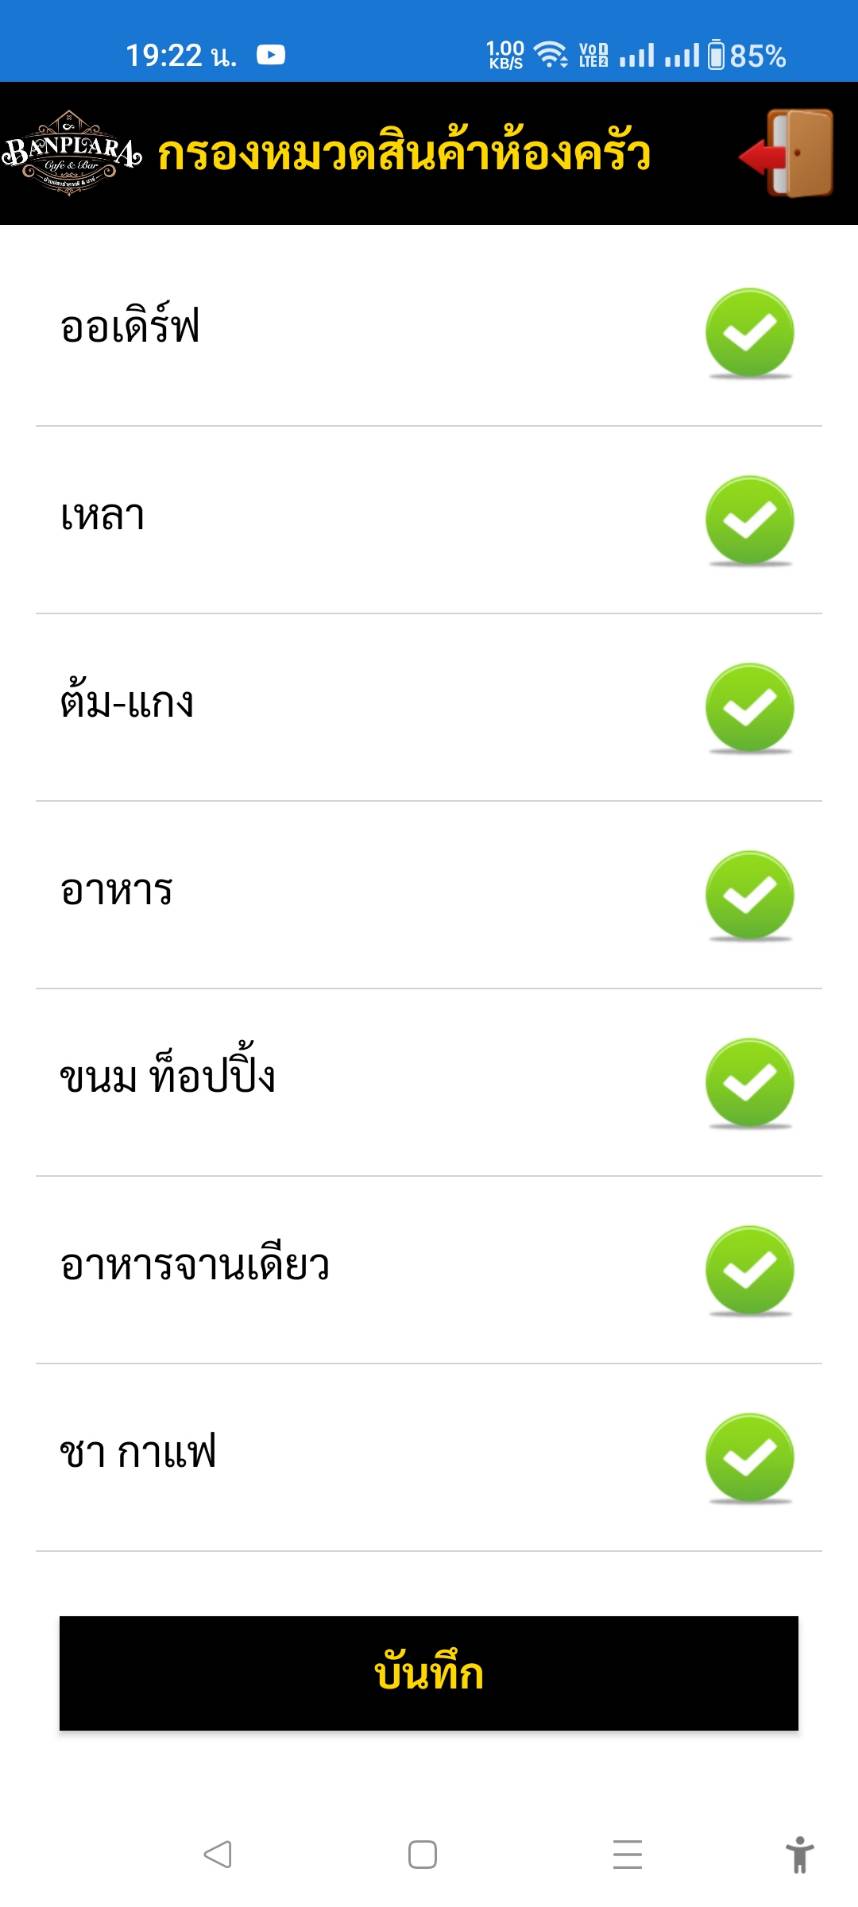 19:22 น.
1.00 KB/S VoD LTE2 85%
BANPLARA
Cafe & Bar
กรองหมวดสินค้าห้องครัว
ออเดิร์ฟ
เหลา
ต้ม-แกง
อาหาร
ขนม ท็อปปิ้ง
อาหารจานเดียว
ชา กาแฟ
บันทึก